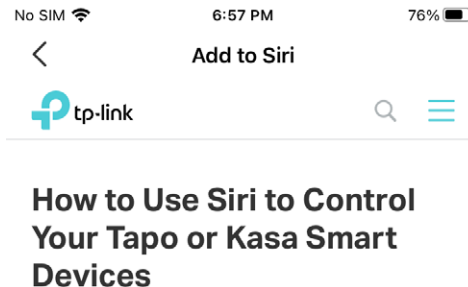 No SIM 6:57 PM 76%
Add to Siri
tp-link
How to Use Siri to Control
Your Tapo or Kasa Smart
Devices